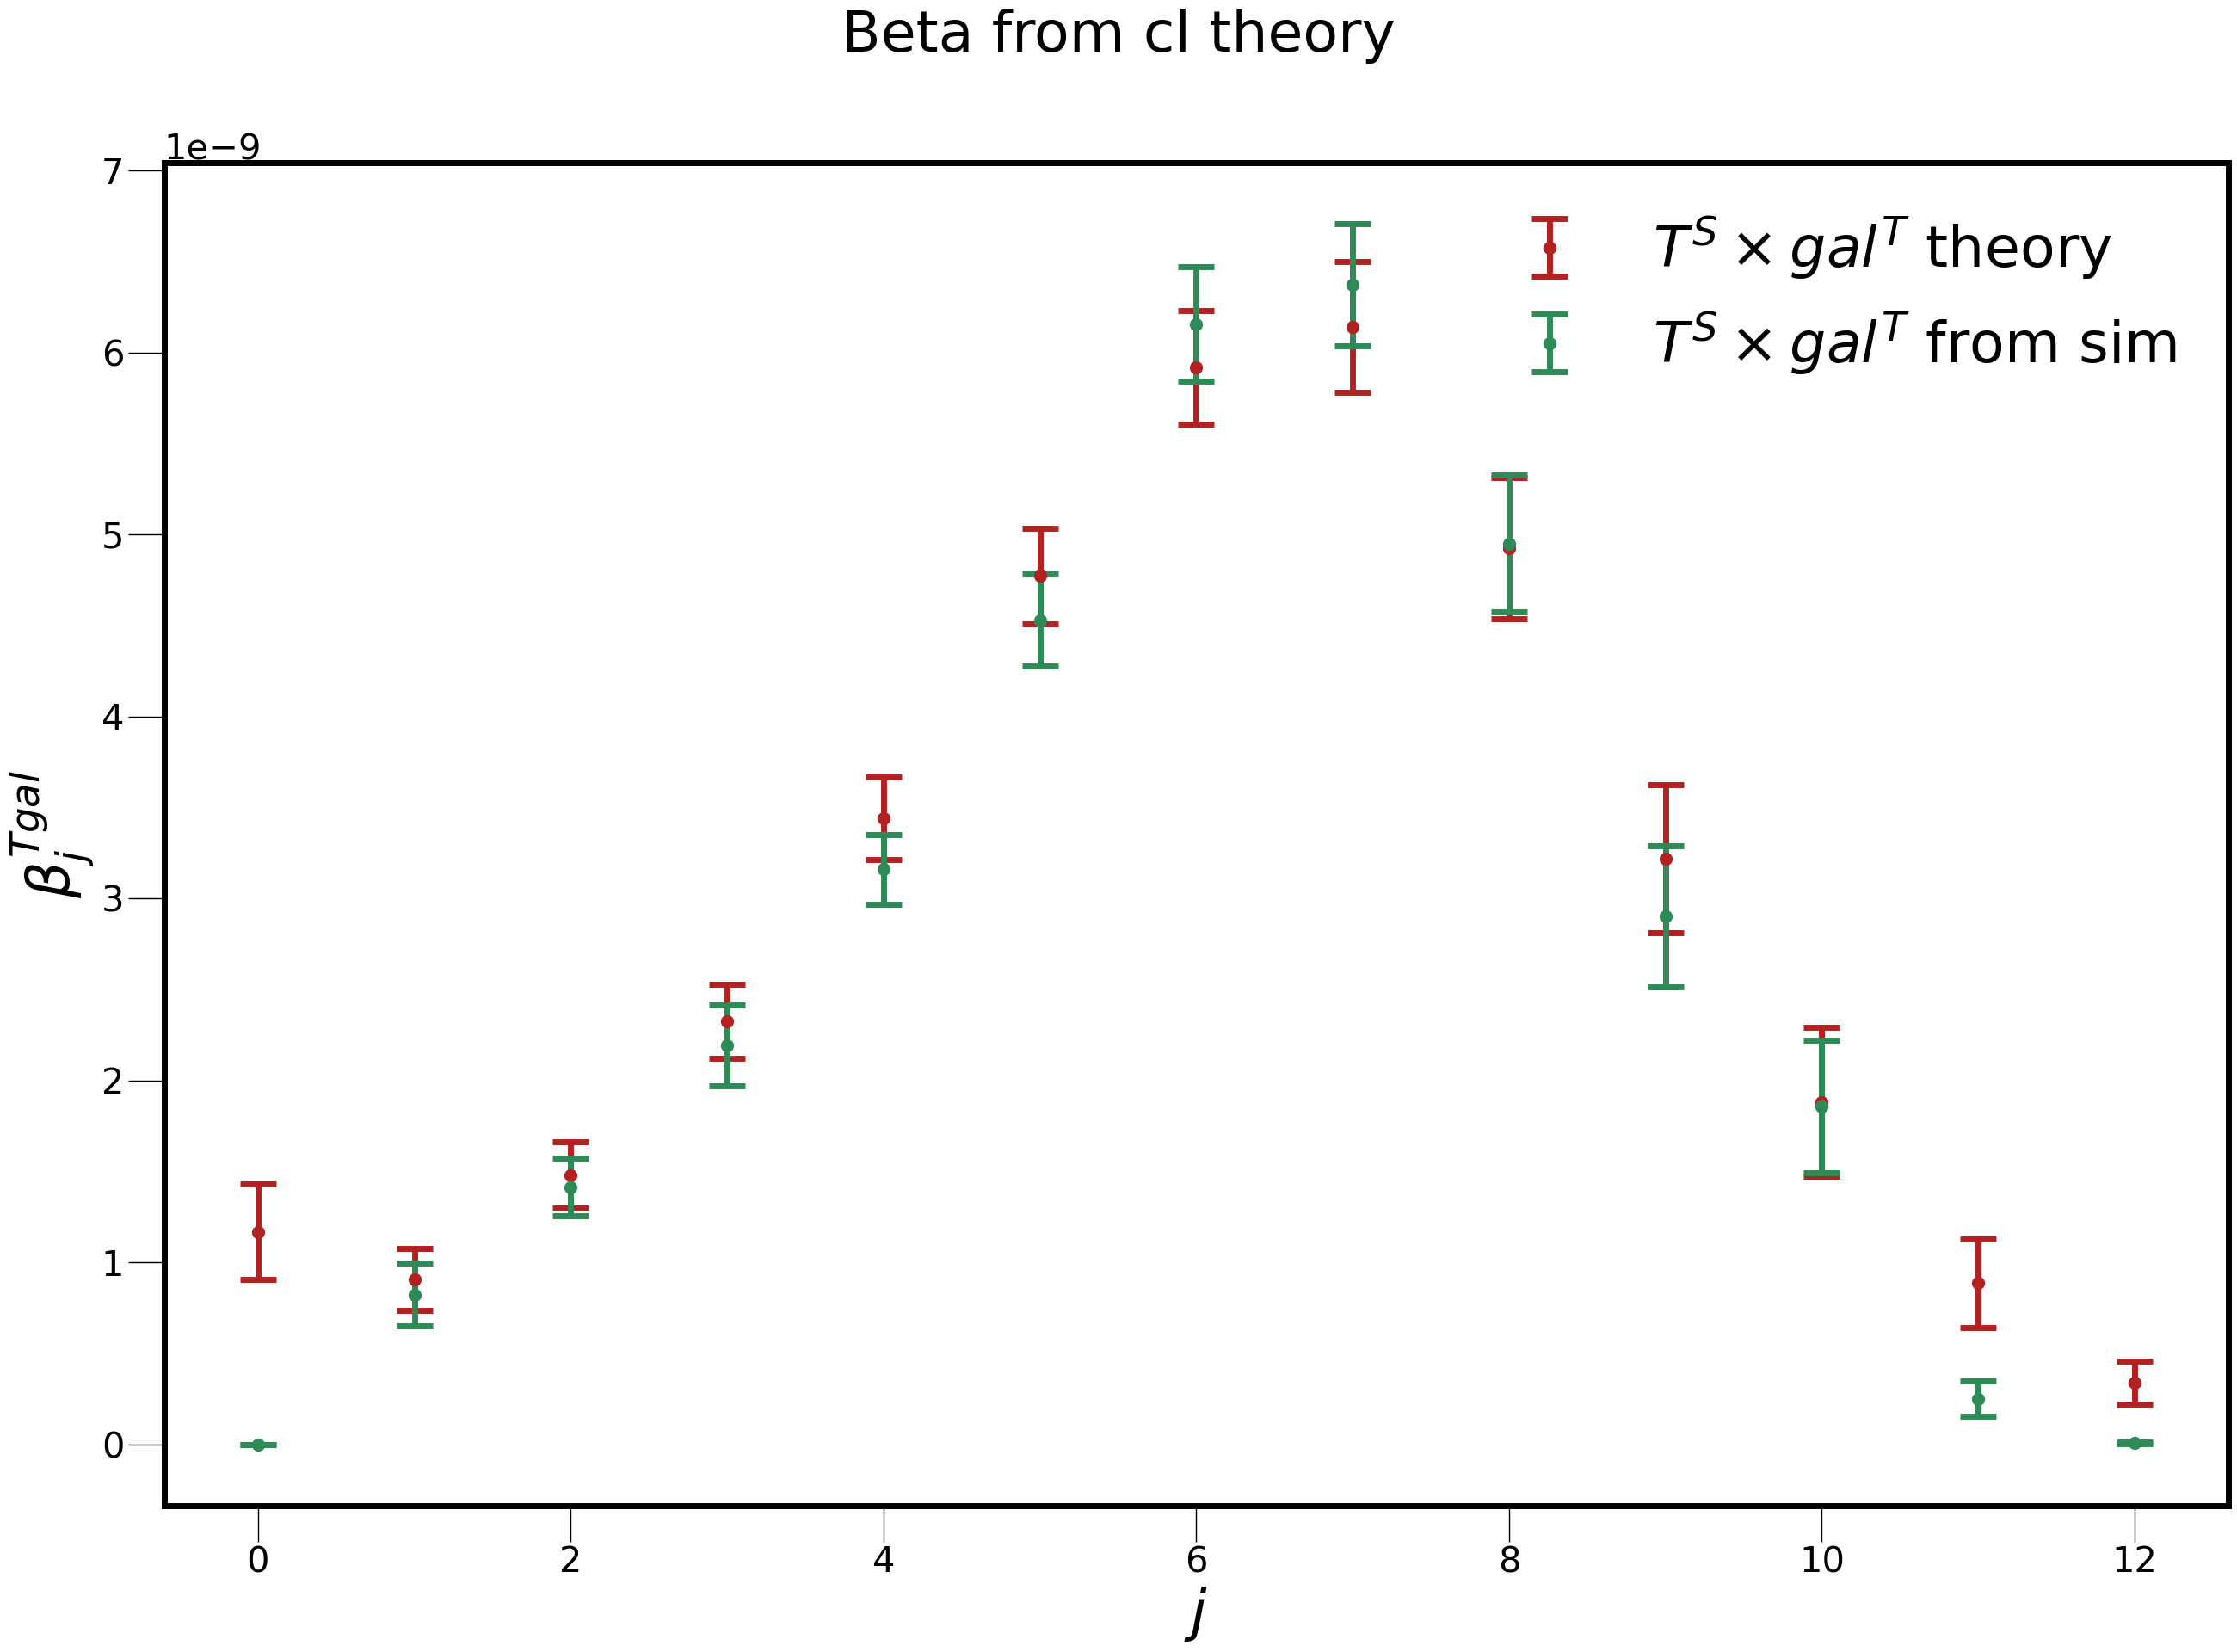 Beta from cl theory
1e−9
7
6
5
4
3
2
1
0
β_j^{Tgal}
T^S × gal^T theory
T^S × gal^T from sim
0 2 4 6 8 10 12
j